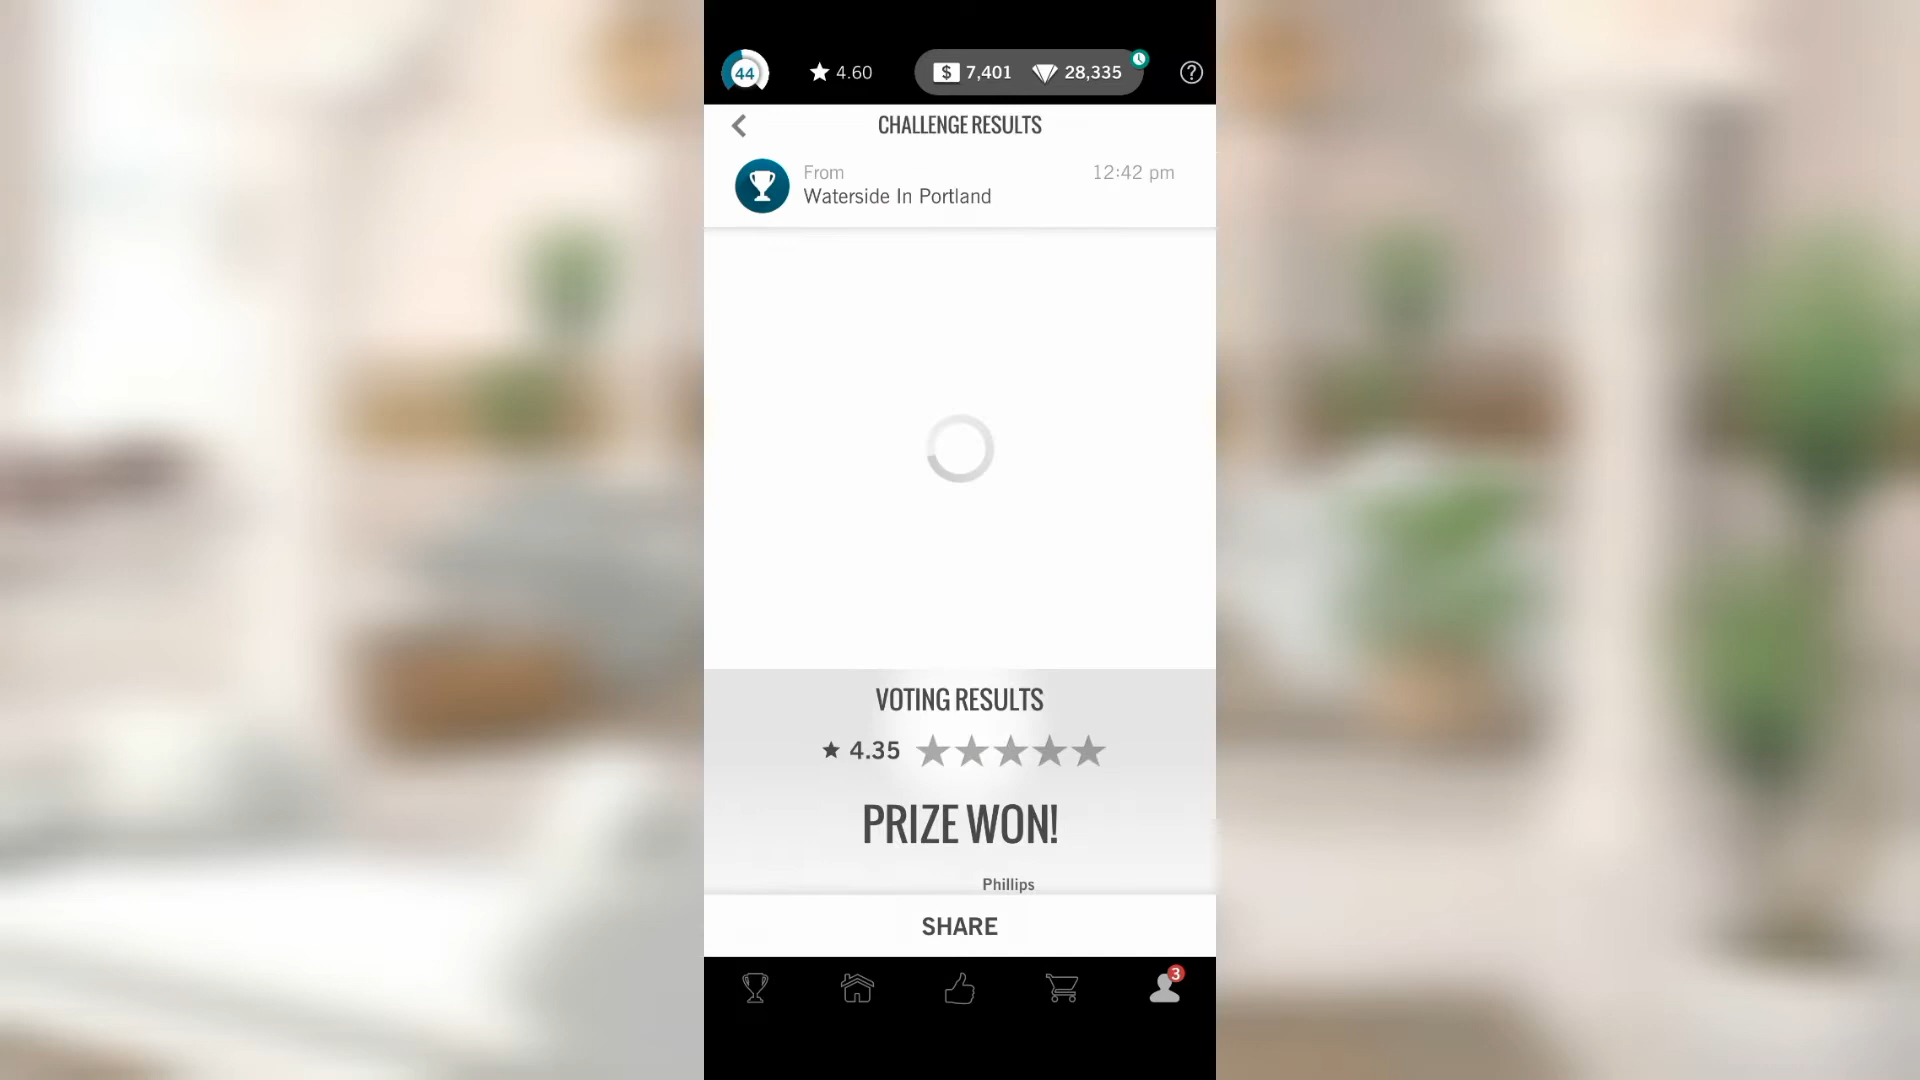 44
4.60
$ 7,401
28,335
?
CHALLENGE RESULTS
From
12:42 pm
Waterside In Portland
VOTING RESULTS
4.35
PRIZE WON!
Phillips
SHARE
3